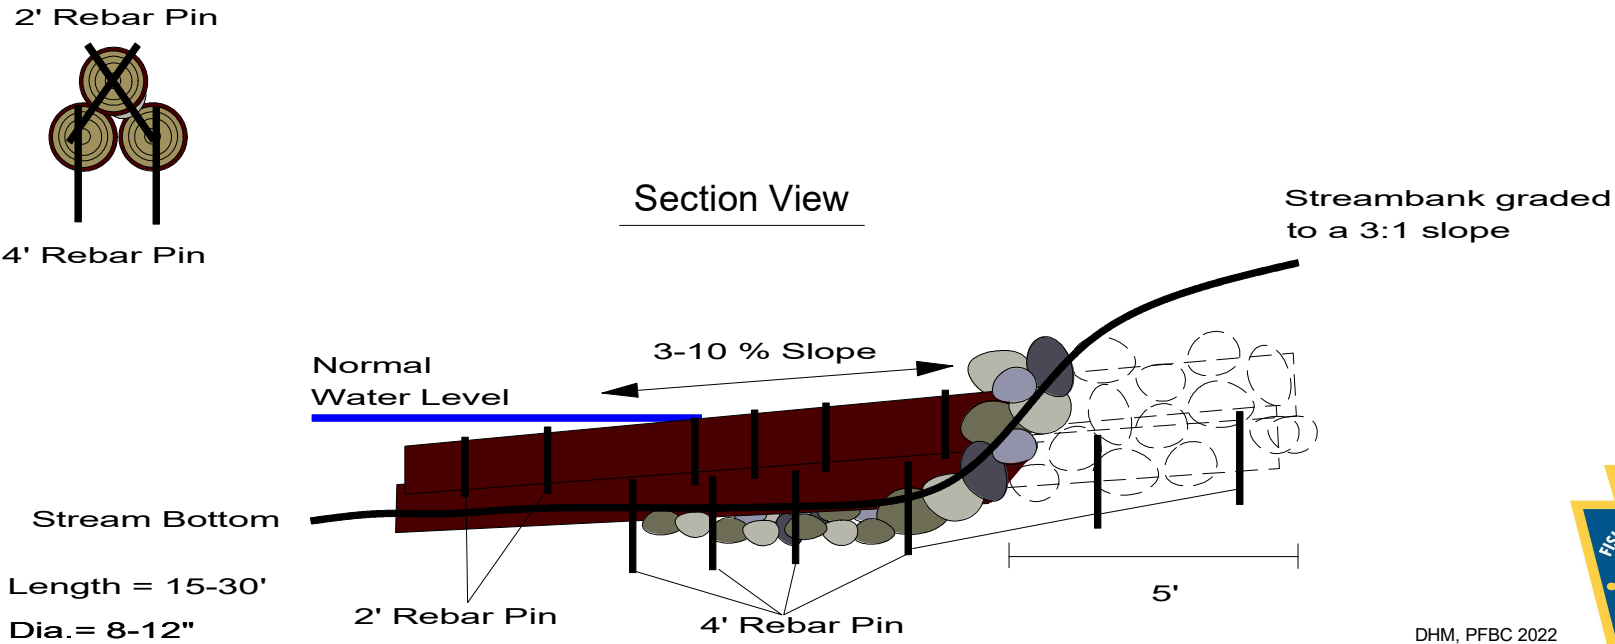 2' Rebar Pin
4' Rebar Pin
Section View
Streambank graded
to a 3:1 slope
3-10 % Slope
Normal
Water Level
Stream Bottom
Length = 15-30'
Dia.= 8-12"
2' Rebar Pin
4' Rebar Pin
5'
DHM, PFBC 2022